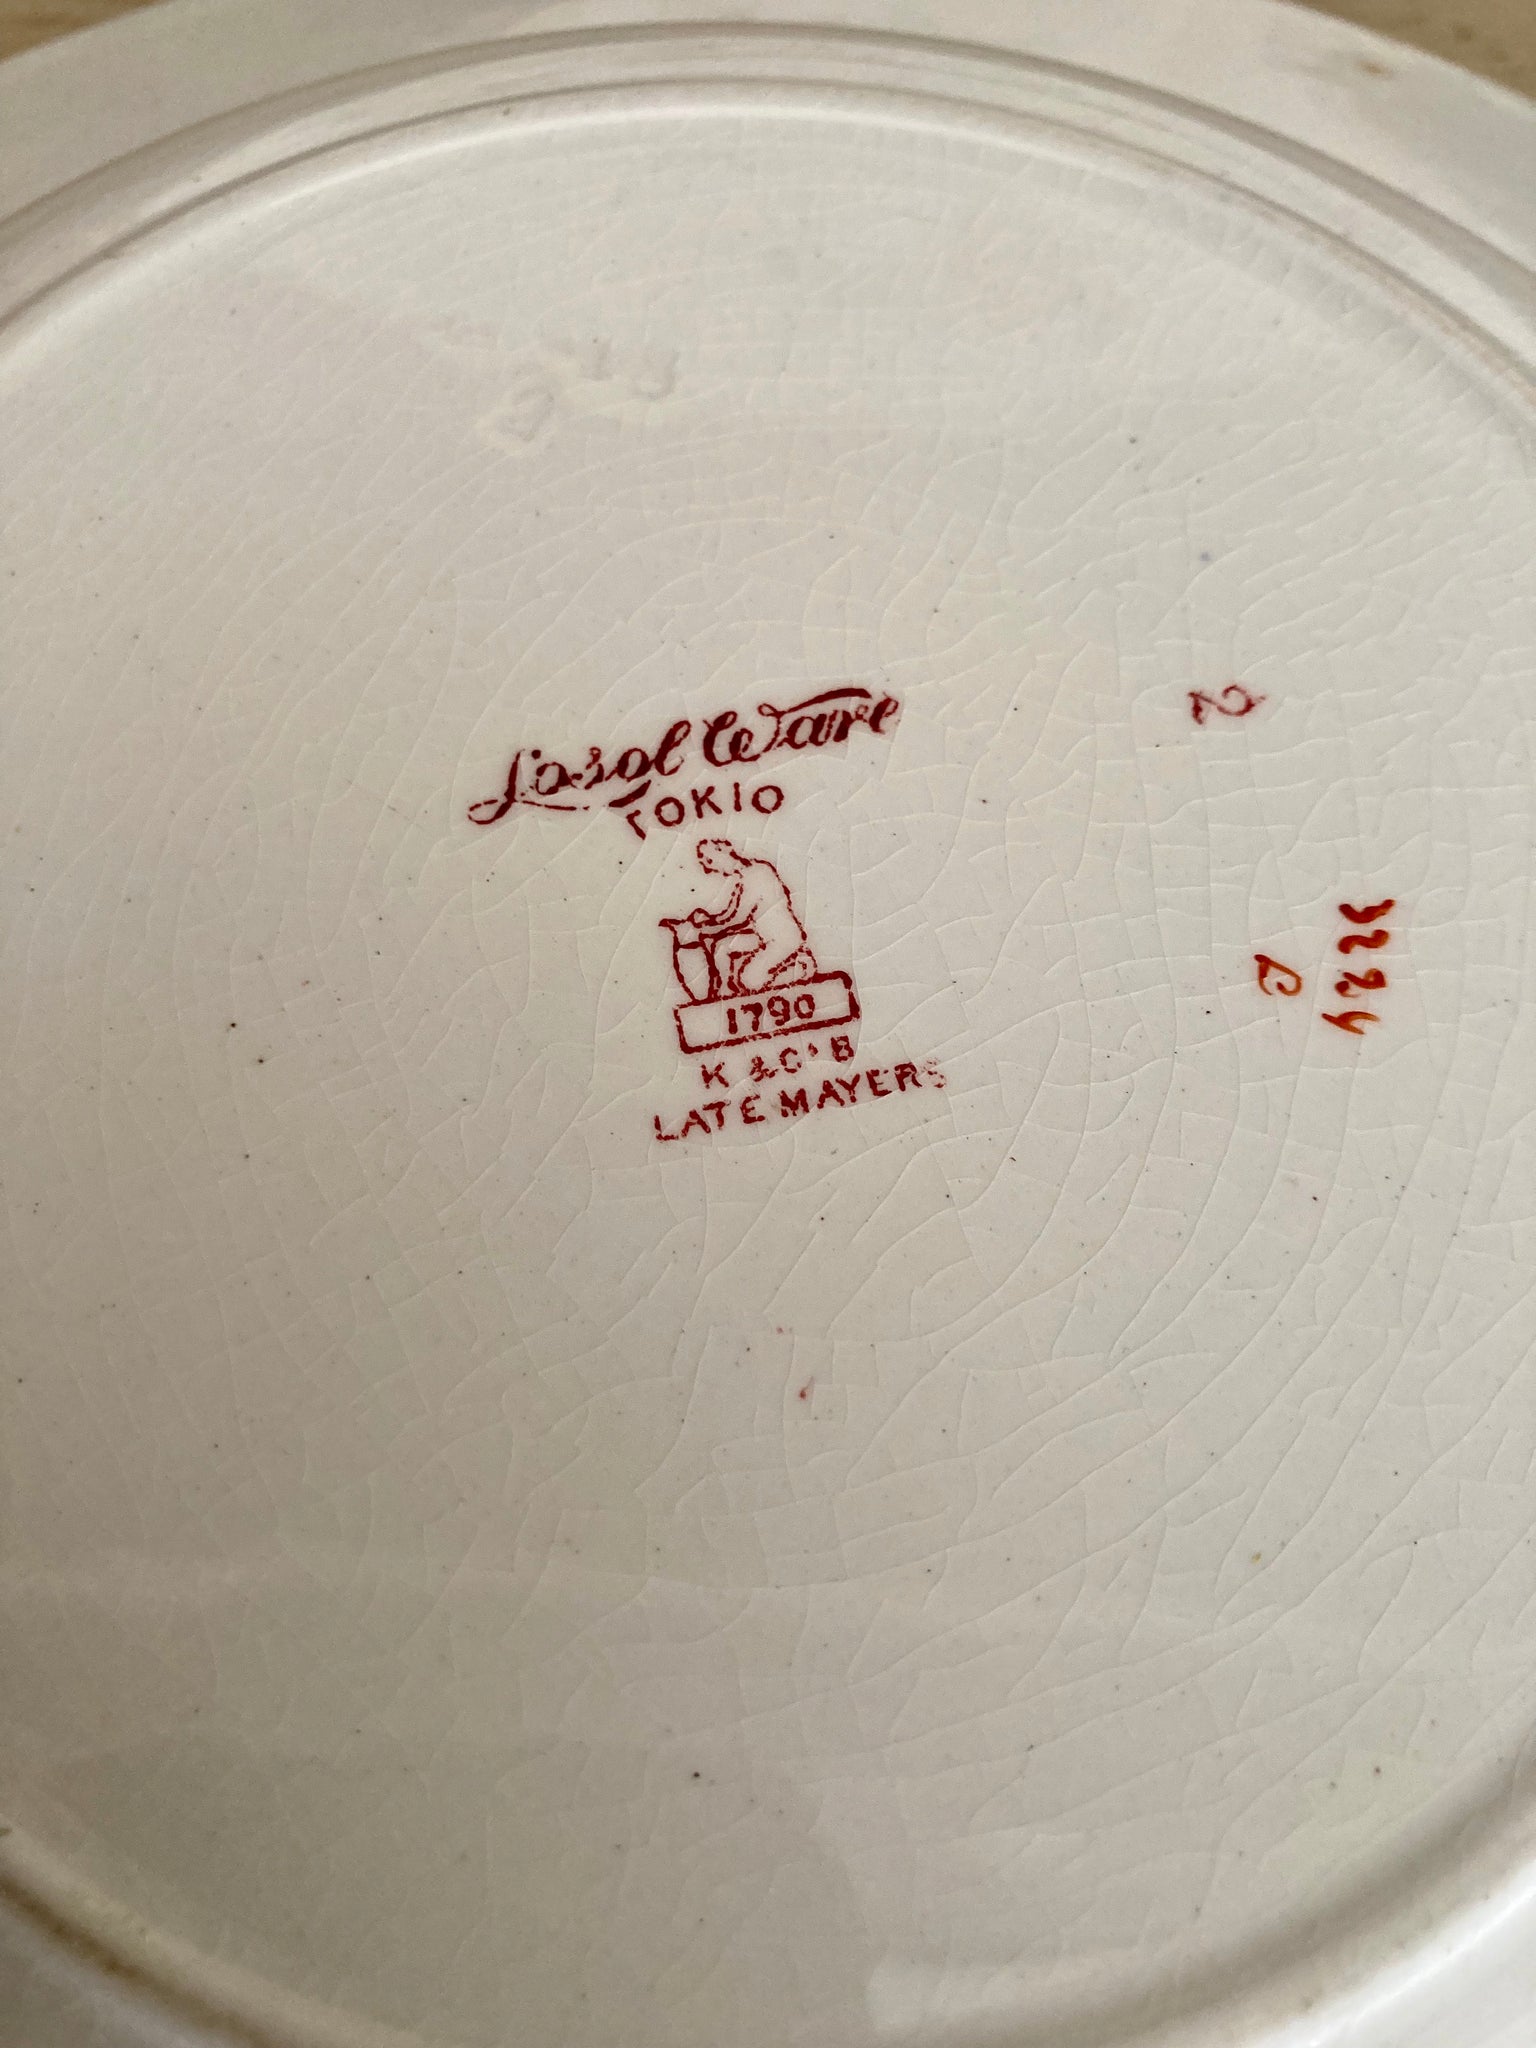 Losol Ware
TOKIO
1790
K & Co B
LATE MAYERS